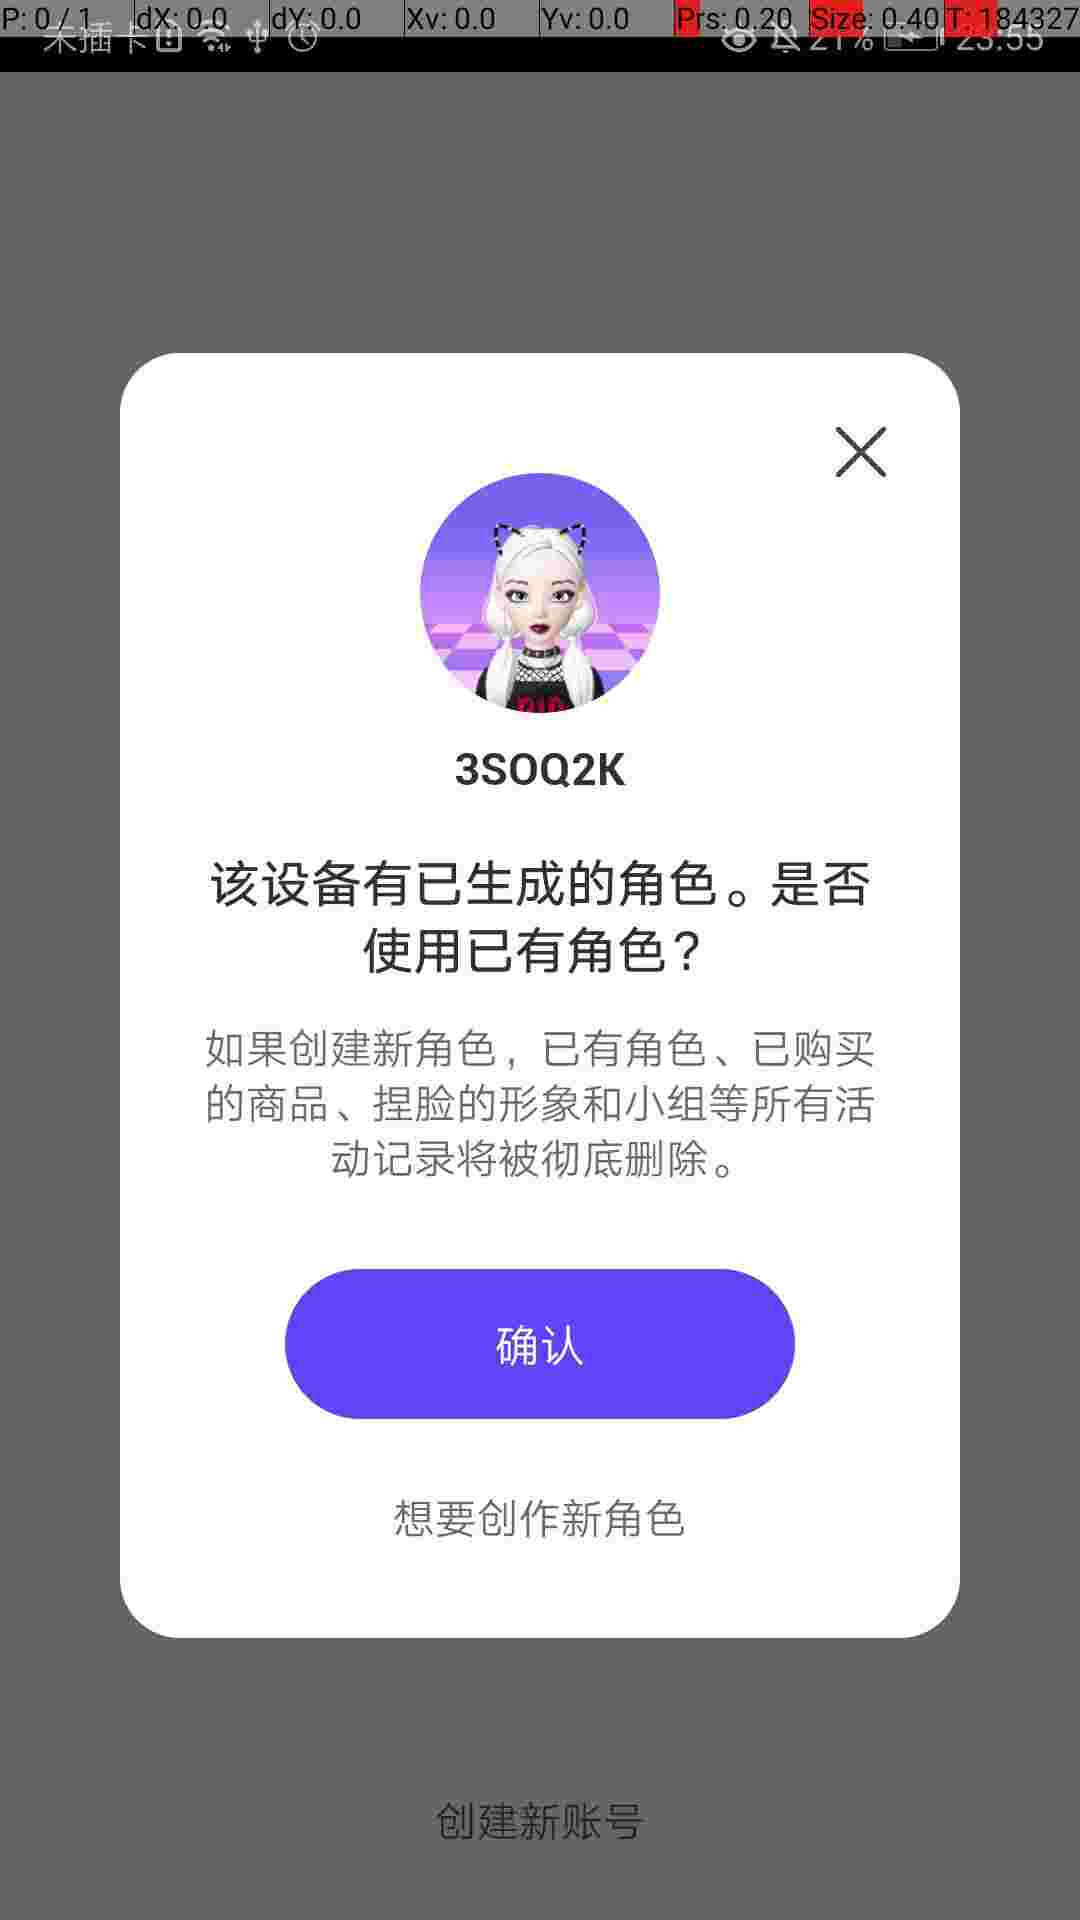 P: 0 / 1 dX: 0.0 dY: 0.0 Xv: 0.0 Yv: 0.0 Prs: 0.20 Size: 0.40 T: 184327
未插卡 21% 23:55
3SOQ2K
该设备有已生成的角色。是否
使用已有角色？
如果创建新角色，已有角色、已购买
的商品、捏脸的形象和小组等所有活
动记录将被彻底删除。
确认
想要创作新角色
创建新账号